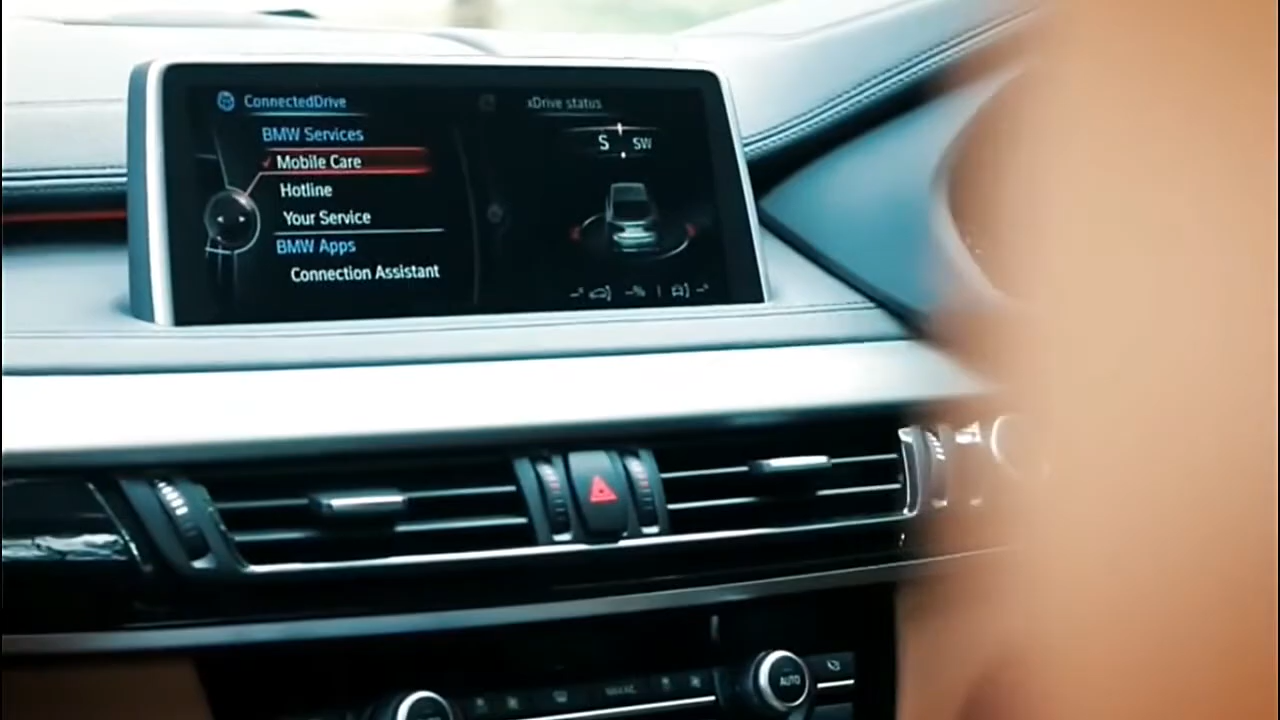 ConnectedDrive
BMW Services
Mobile Care
Hotline
Your Service
BMW Apps
Connection Assistant
xDrive status
S SW
AUTO